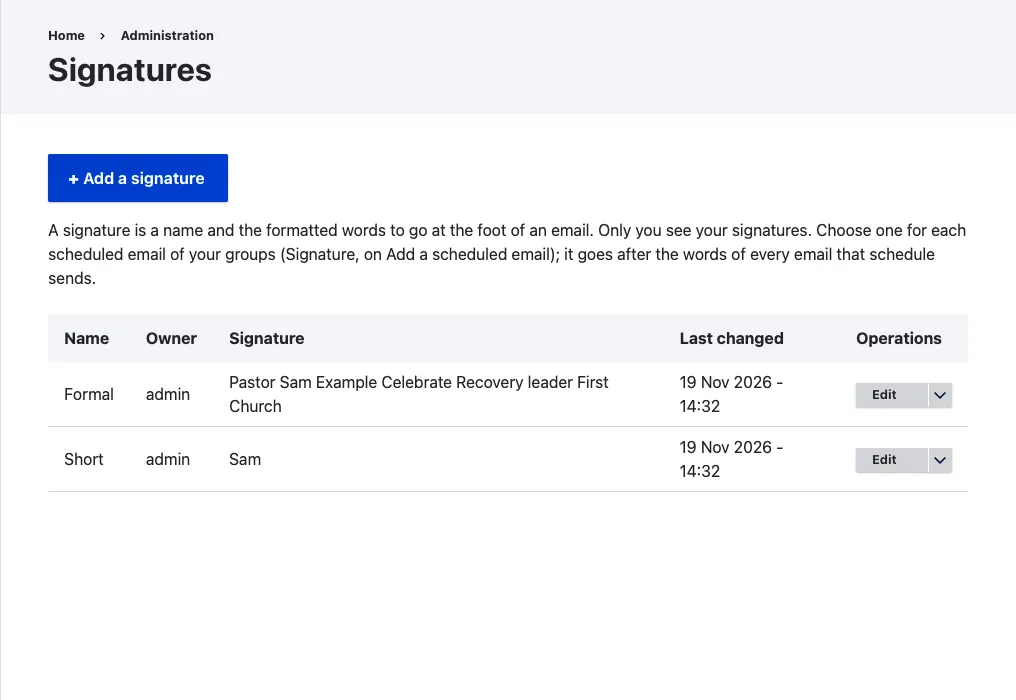 Home › Administration
Signatures
+ Add a signature
A signature is a name and the formatted words to go at the foot of an email. Only you see your signatures. Choose one for each
scheduled email of your groups (Signature, on Add a scheduled email); it goes after the words of every email that schedule
sends.
Name Owner Signature Last changed Operations
Formal admin Pastor Sam Example Celebrate Recovery leader First
Church 19 Nov 2026 -
14:32 Edit
Short admin Sam 19 Nov 2026 -
14:32 Edit